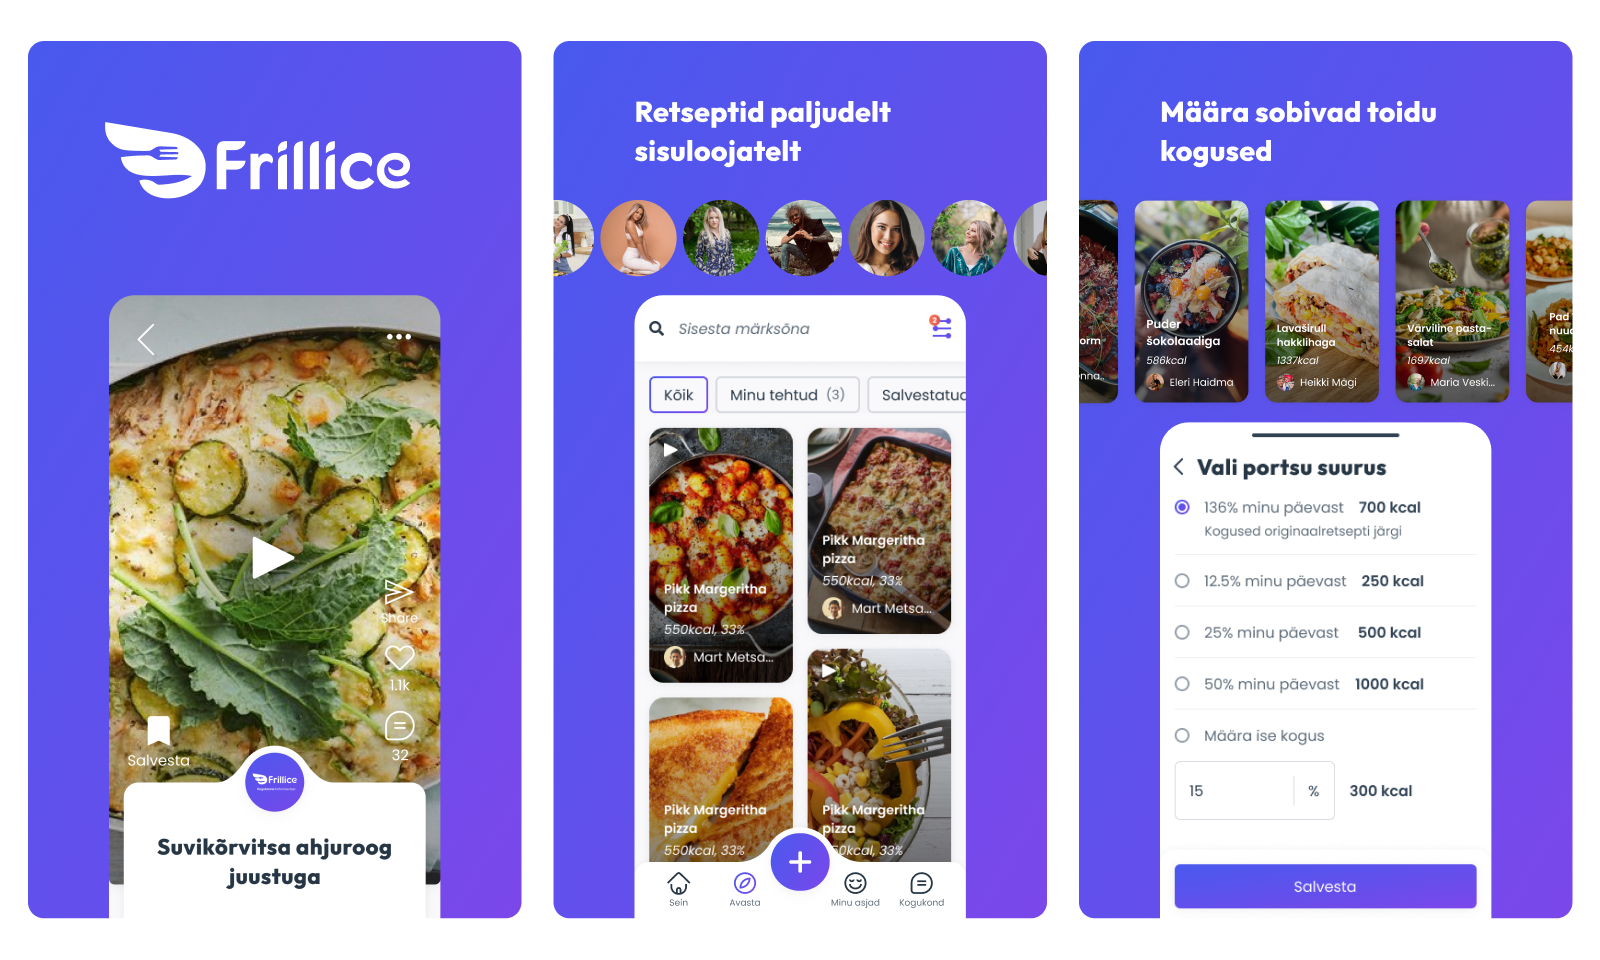 Frillice
Share
1.1k
32
Salvesta
Frillice
Suvikõrvitsa ahjuroog
juustuga
Retseptid paljudelt
sisuloojatelt
Sisesta märksõna
2
Kõik
Minu tehtud (3)
Salvestatud
Pikk Margeritha
pizza
550kcal, 33%
Mart Metsa...
Pikk Margeritha
pizza
550kcal, 33%
Mart Metsa...
Pikk Margeritha
pizza
550kcal, 33%
Pikk Margeritha
pizza
550kcal, 33%
Sein
Avasta
Minu asjad
Kogukond
Määra sobivad toidu
kogused
orm
nna..
Puder
šokolaadiga
586kcal
Eleri Haidma
Lavaširull
hakklihaga
1337kcal
Heikki Mägi
Värviline pasta-
salat
1697kcal
Maria Veski...
Pad
nuud
454k
Vali portsu suurus
136% minu päevast 700 kcal
Kogused originaalretsepti järgi
12.5% minu päevast 250 kcal
25% minu päevast 500 kcal
50% minu päevast 1000 kcal
Määra ise kogus
15 % 300 kcal
Salvesta